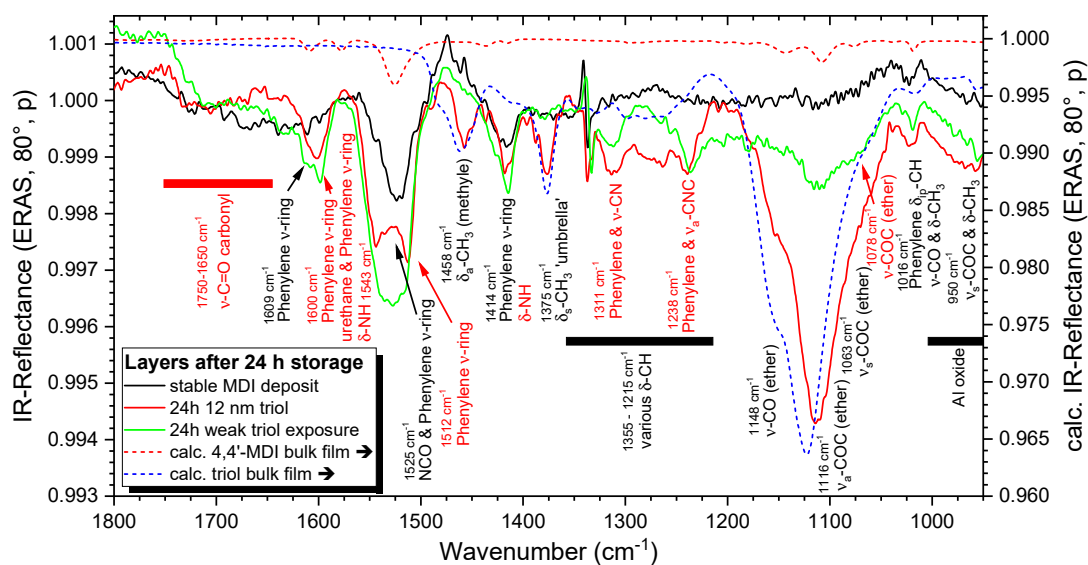 IR-Reflectance (ERAS, 80°, p)
1.001
1.000
0.999
0.998
0.997
0.996
0.995
0.994
0.993
calc. IR-Reflectance (ERAS, 80°, p)
1.000
0.995
0.990
0.985
0.980
0.975
0.970
0.965
0.960
1750-1650 cm⁻¹
ν-C=O carbonyl
1609 cm⁻¹
Phenylene ν-ring
1600 cm⁻¹
Phenylene ν-ring
urethane & Phenylene ν-ring
δ-NH 1543 cm⁻¹
1525 cm⁻¹
NCO & Phenylene ν-ring
1512 cm⁻¹
Phenylene ν-ring
1458 cm⁻¹
δₐ-CH₃ (methyle)
1414 cm⁻¹
Phenylene ν-ring
δ-NH
1375 cm⁻¹
δₛ-CH₃ 'umbrella'
1311 cm⁻¹
Phenylene & ν-CN
1355 - 1215 cm⁻¹
various δ-CH
1238 cm⁻¹
Phenylene & νₐ-CNC
1148 cm⁻¹
ν-CO (ether)
1116 cm⁻¹
νₐ-COC (ether)
1063 cm⁻¹
νₛ-COC (ether)
1078 cm⁻¹
ν-COC (ether)
1016 cm⁻¹
Phenylene δᵢₚ-CH
ν-CO & δ-CH₃
950 cm⁻¹
νₛ-COC & δ-CH₃
Al oxide
Layers after 24 h storage
stable MDI deposit
24h 12 nm triol
24h weak triol exposure
calc. 4,4'-MDI bulk film ➔
calc. triol bulk film ➔
1800 1700 1600 1500 1400 1300 1200 1100 1000
Wavenumber (cm⁻¹)